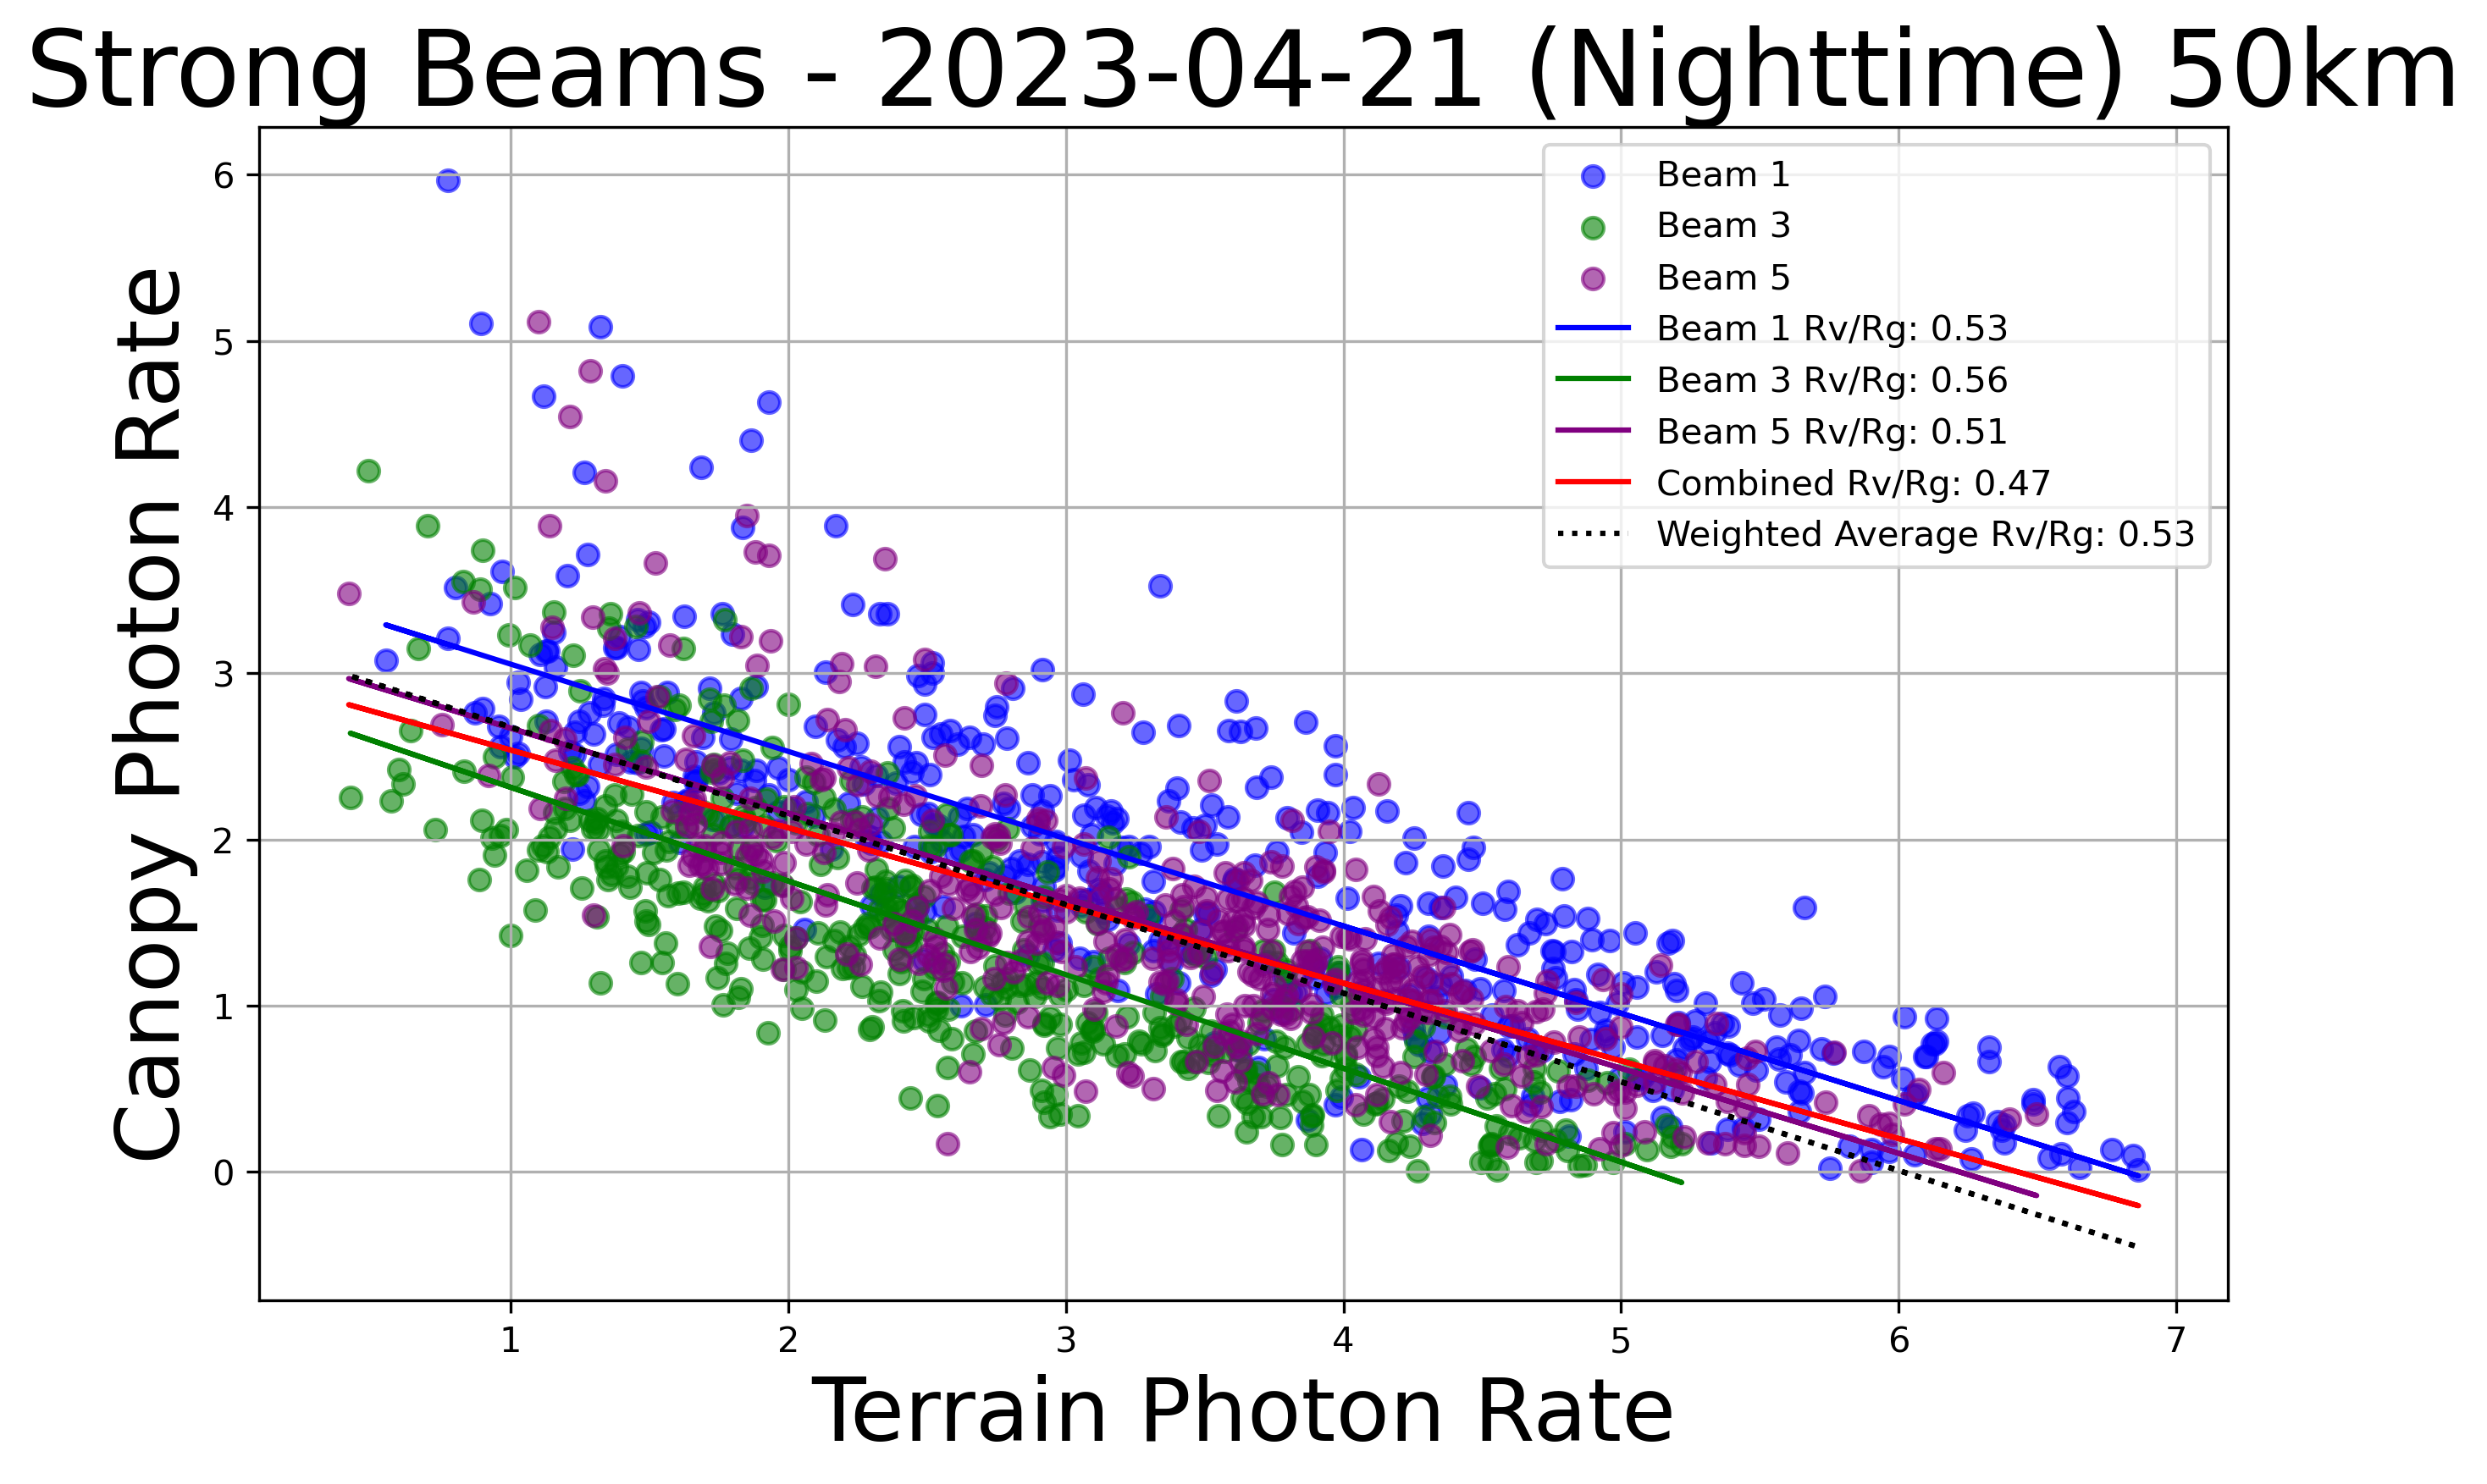 Strong Beams - 2023-04-21 (Nighttime) 50km
Canopy Photon Rate
6
5
4
3
2
1
0
Beam 1
Beam 3
Beam 5
Beam 1 Rv/Rg: 0.53
Beam 3 Rv/Rg: 0.56
Beam 5 Rv/Rg: 0.51
Combined Rv/Rg: 0.47
Weighted Average Rv/Rg: 0.53
1 2 3 4 5 6 7
Terrain Photon Rate